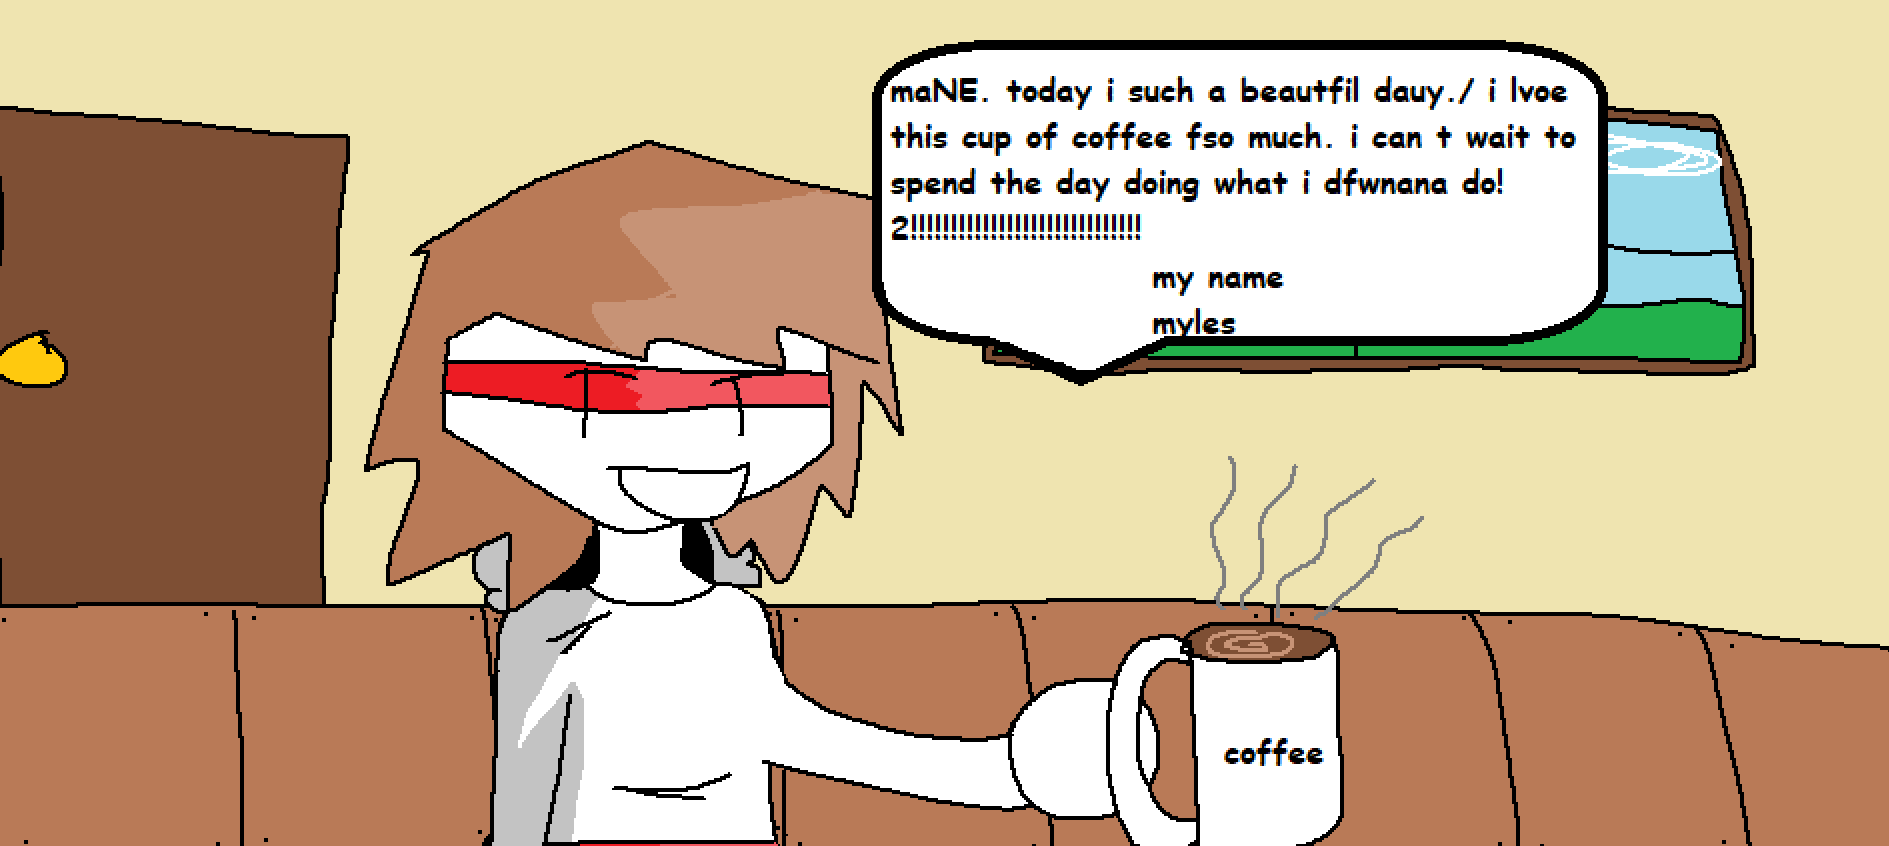 maNE. today i such a beautfil dauy./ i lvoe
this cup of coffee fso much. i can t wait to
spend the day doing what i dfwnana do!
2!!!!!!!!!!!!!!!!!!!!!!!!!!!!!
my name
myles
coffee